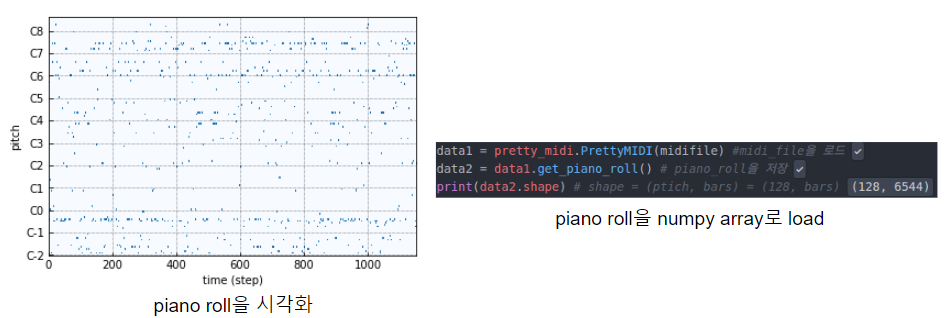 C8
C7
C6
C5
C4
C3
C2
C1
C0
C-1
C-2
pitch
0 200 400 600 800 1000
time (step)
piano roll을 시각화
data1 = pretty_midi.PrettyMIDI(midifile) #midi_file을 로드 ✓
data2 = data1.get_piano_roll() # piano_roll을 저장 ✓
print(data2.shape) # shape = (ptich, bars) = (128, bars) (128, 6544)
piano roll을 numpy array로 load